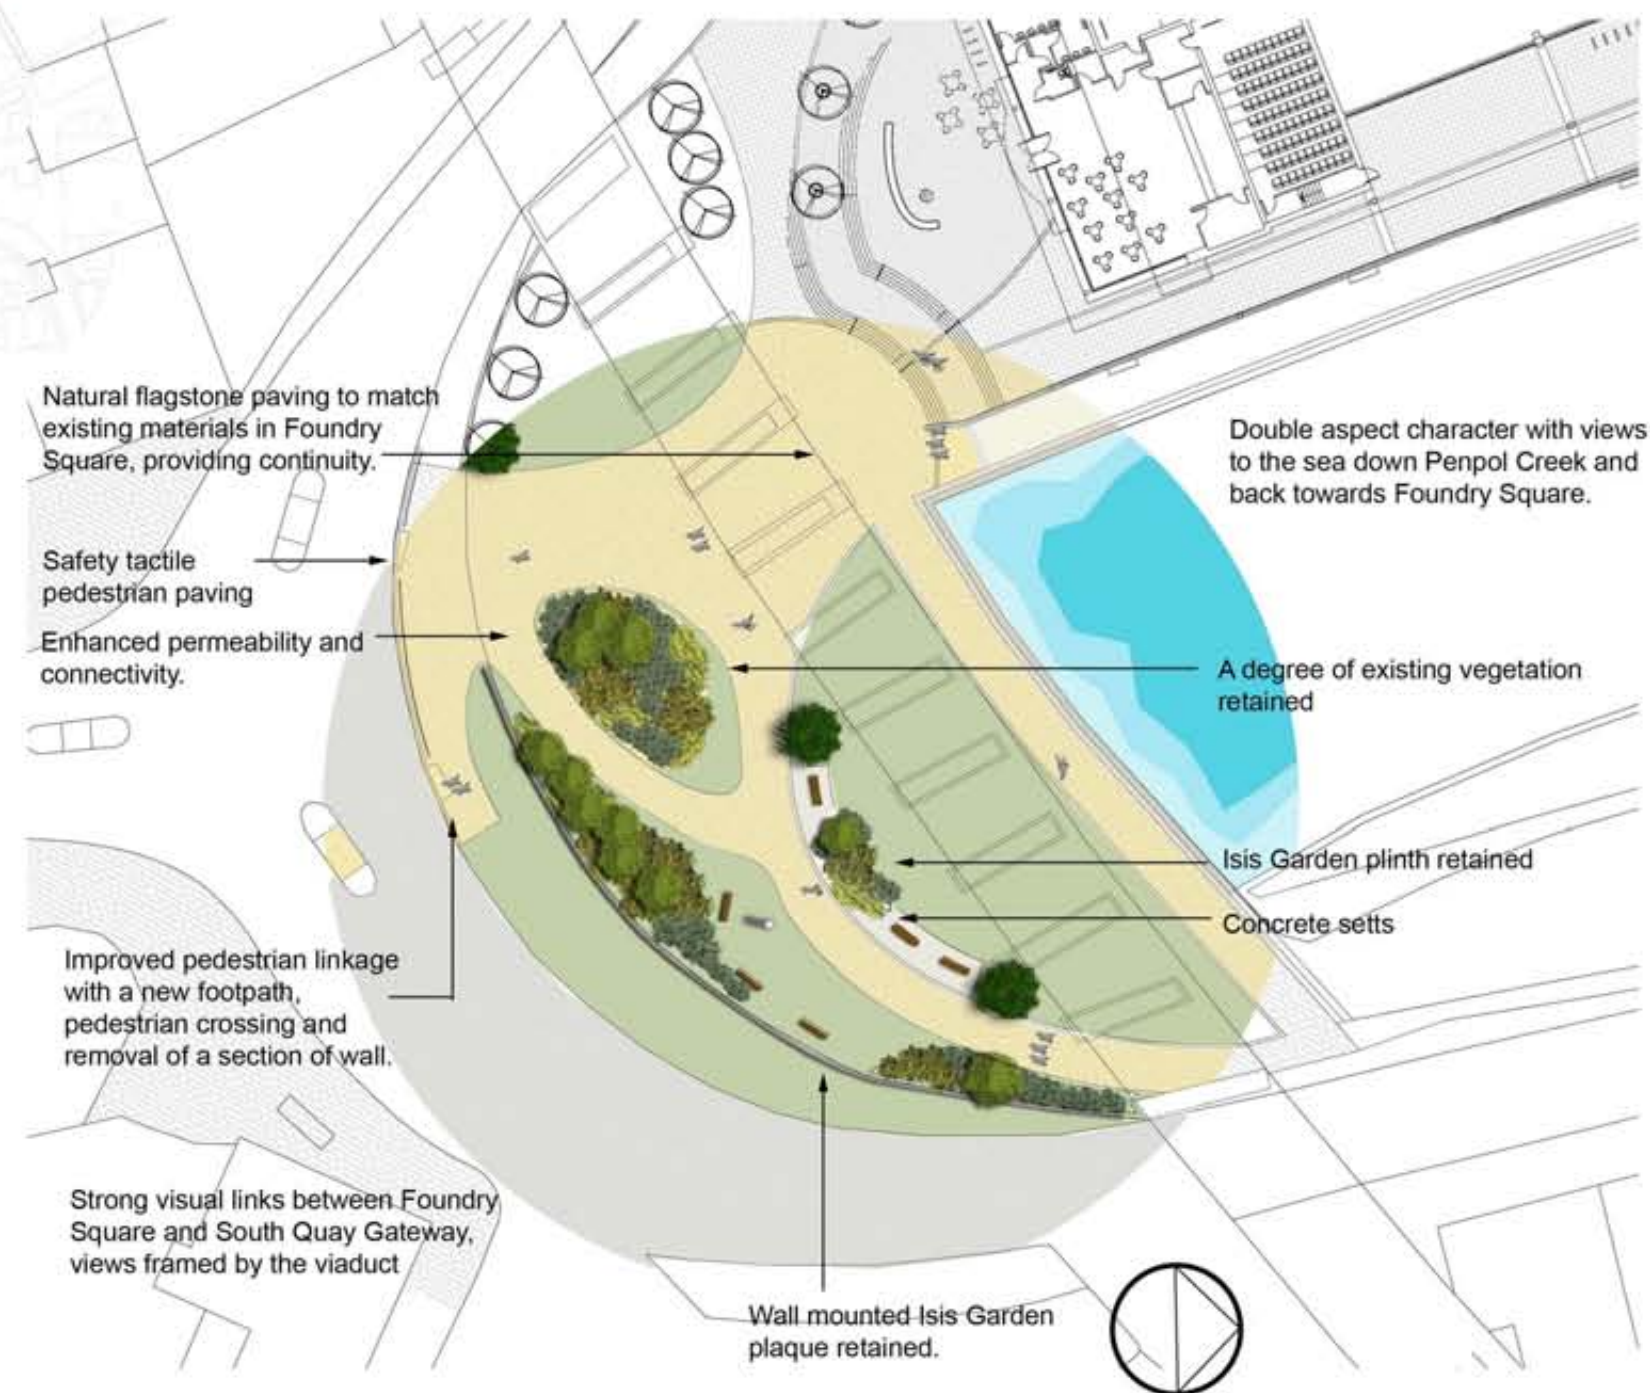 Natural flagstone paving to match
existing materials in Foundry
Square, providing continuity.
Safety tactile
pedestrian paving
Enhanced permeability and
connectivity.
Improved pedestrian linkage
with a new footpath,
pedestrian crossing and
removal of a section of wall.
Strong visual links between Foundry
Square and South Quay Gateway,
views framed by the viaduct
Double aspect character with views
to the sea down Penpol Creek and
back towards Foundry Square.
A degree of existing vegetation
retained
Isis Garden plinth retained
Concrete setts
Wall mounted Isis Garden
plaque retained.